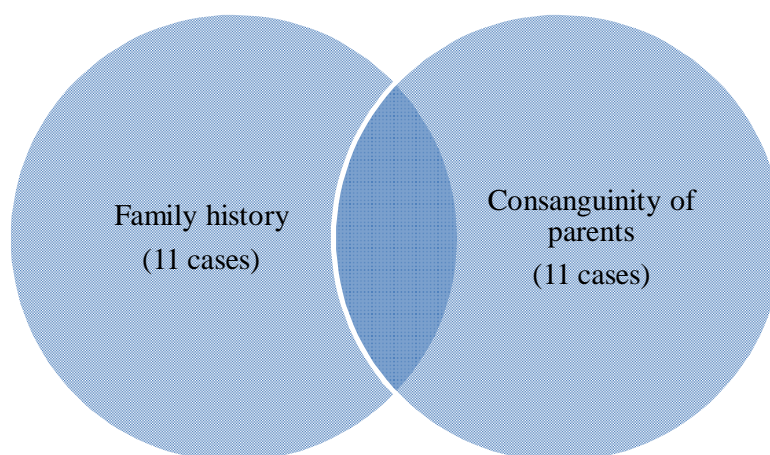 Family history
(11 cases)
Consanguinity of
parents
(11 cases)